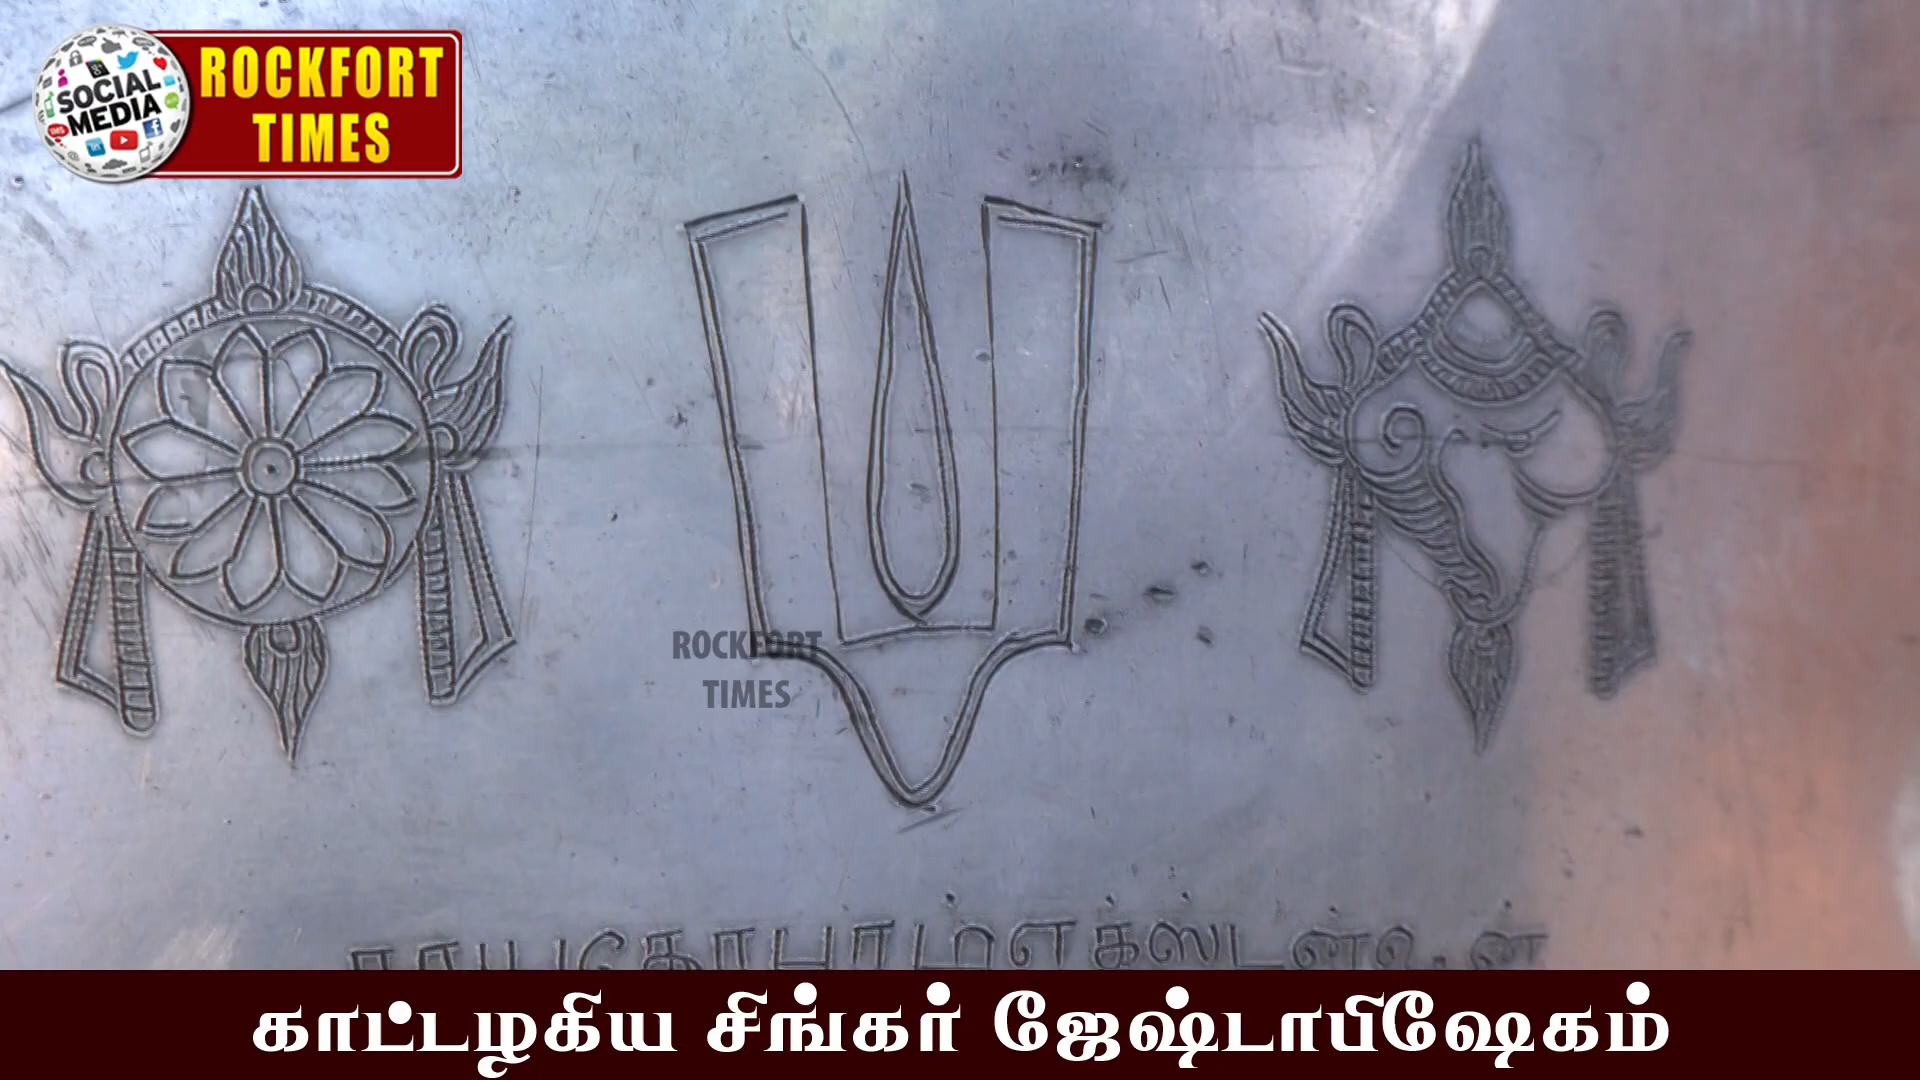 SOCIAL
MEDIA
ROCKFORT
TIMES
ROCKFORT
TIMES
காட்டழகிய சிங்கர் ஜேஷ்டாபிஷேகம்